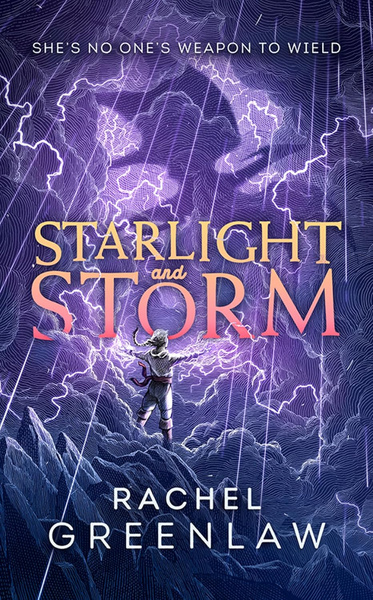 SHE'S NO ONE'S WEAPON TO WIELD
STARLIGHT
and
STORM
RACHEL
GREENLAW